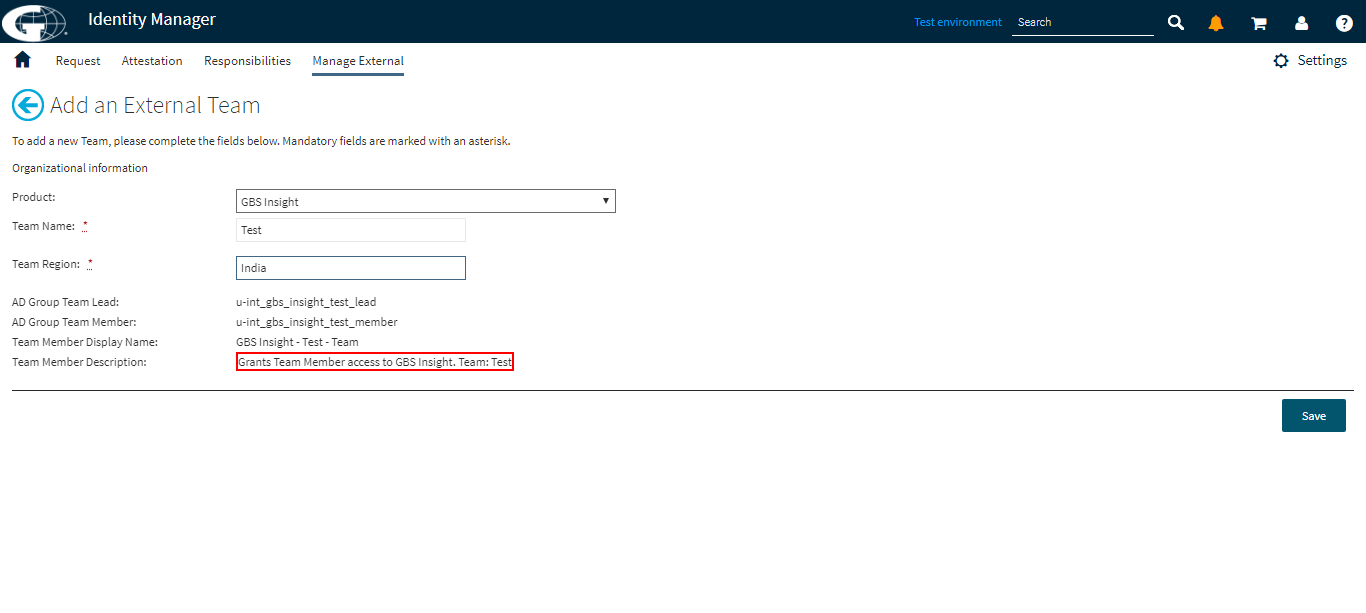 Identity Manager
Test environment
Search
Request Attestation Responsibilities Manage External
Settings
Add an External Team
To add a new Team, please complete the fields below. Mandatory fields are marked with an asterisk.
Organizational information
Product: GBS Insight
Team Name: * Test
Team Region: * India
AD Group Team Lead: u-int_gbs_insight_test_lead
AD Group Team Member: u-int_gbs_insight_test_member
Team Member Display Name: GBS Insight - Test - Team
Team Member Description: Grants Team Member access to GBS Insight. Team: Test
Save